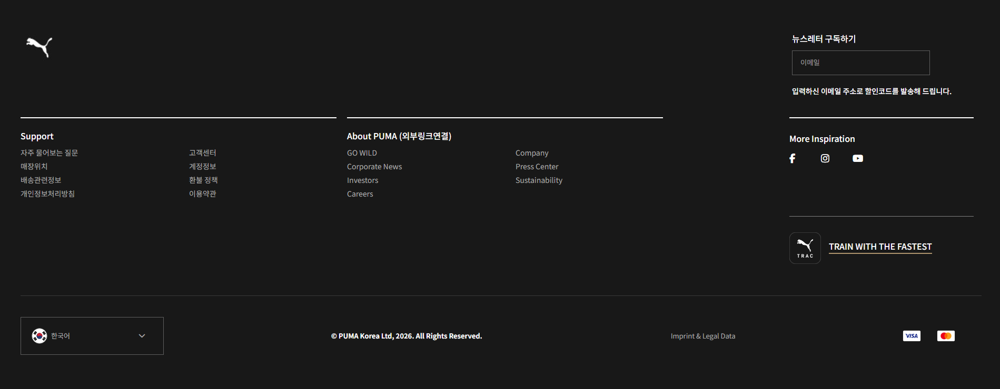 뉴스레터 구독하기
이메일
입력하신 이메일 주소로 할인코드를 발송해 드립니다.
Support
자주 물어보는 질문
매장위치
배송관련정보
개인정보처리방침
고객센터
계정정보
환불 정책
이용약관
About PUMA (외부링크연결)
GO WILD
Corporate News
Investors
Careers
Company
Press Center
Sustainability
More Inspiration
TRAC
TRAIN WITH THE FASTEST
한국어
© PUMA Korea Ltd, 2026. All Rights Reserved.
Imprint & Legal Data
VISA